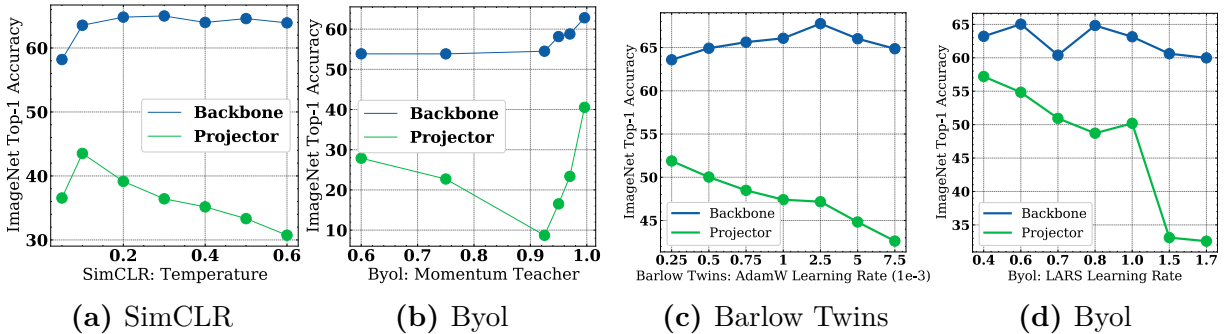 ImageNet Top-1 Accuracy
60
50
40
30
Backbone
Projector
0.2
0.4
0.6
SimCLR: Temperature
(a) SimCLR
ImageNet Top-1 Accuracy
60
50
40
30
20
10
Backbone
Projector
0.6
0.7
0.8
0.9
1.0
Byol: Momentum Teacher
(b) Byol
ImageNet Top-1 Accuracy
65
60
55
50
45
Backbone
Projector
0.25
0.5
0.75
1
2.5
5
7.5
Barlow Twins: AdamW Learning Rate (1e-3)
(c) Barlow Twins
ImageNet Top-1 Accuracy
65
60
55
50
45
40
35
Backbone
Projector
0.4
0.6
0.7
0.8
1.0
1.5
1.7
Byol: LARS Learning Rate
(d) Byol